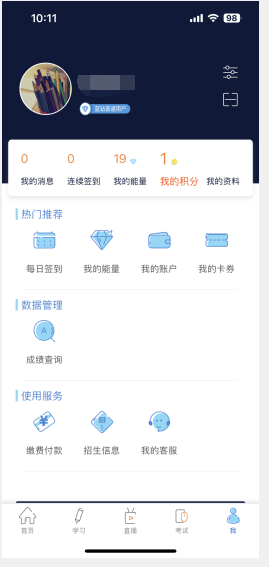 10:11
98
蓝钻普通用户
0
0
19
1
我的消息
连续签到
我的能量
我的积分
我的资料
热门推荐
每日签到
我的能量
我的账户
我的卡券
数据管理
A
成绩查询
使用服务
缴费付款
招生信息
我的客服
首页
学习
直播
考试
我